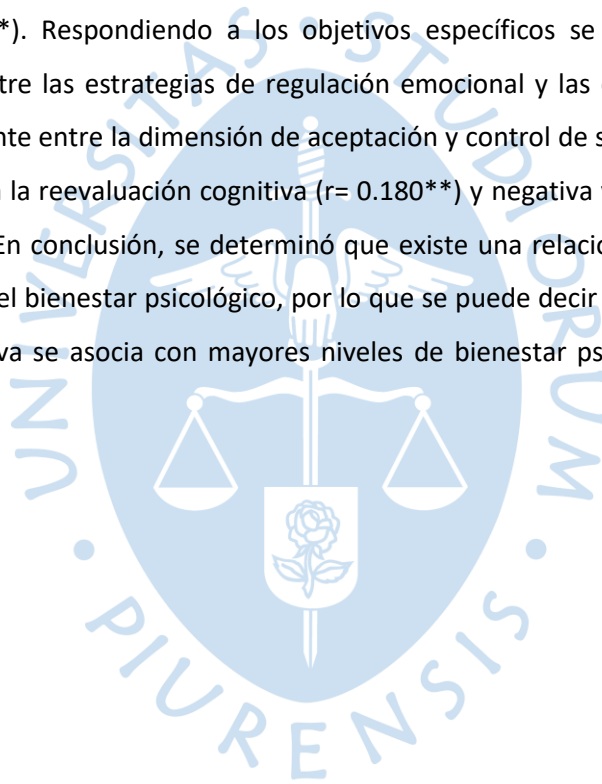 *). Respondiendo a los objetivos específicos se
tre las estrategias de regulación emocional y las
nte entre la dimensión de aceptación y control de s
la reevaluación cognitiva (r= 0.180**) y negativa
En conclusión, se determinó que existe una relació
el bienestar psicológico, por lo que se puede decir
va se asocia con mayores niveles de bienestar ps
UNIVERSITAS • STUDIORUM • PIURENSIS •